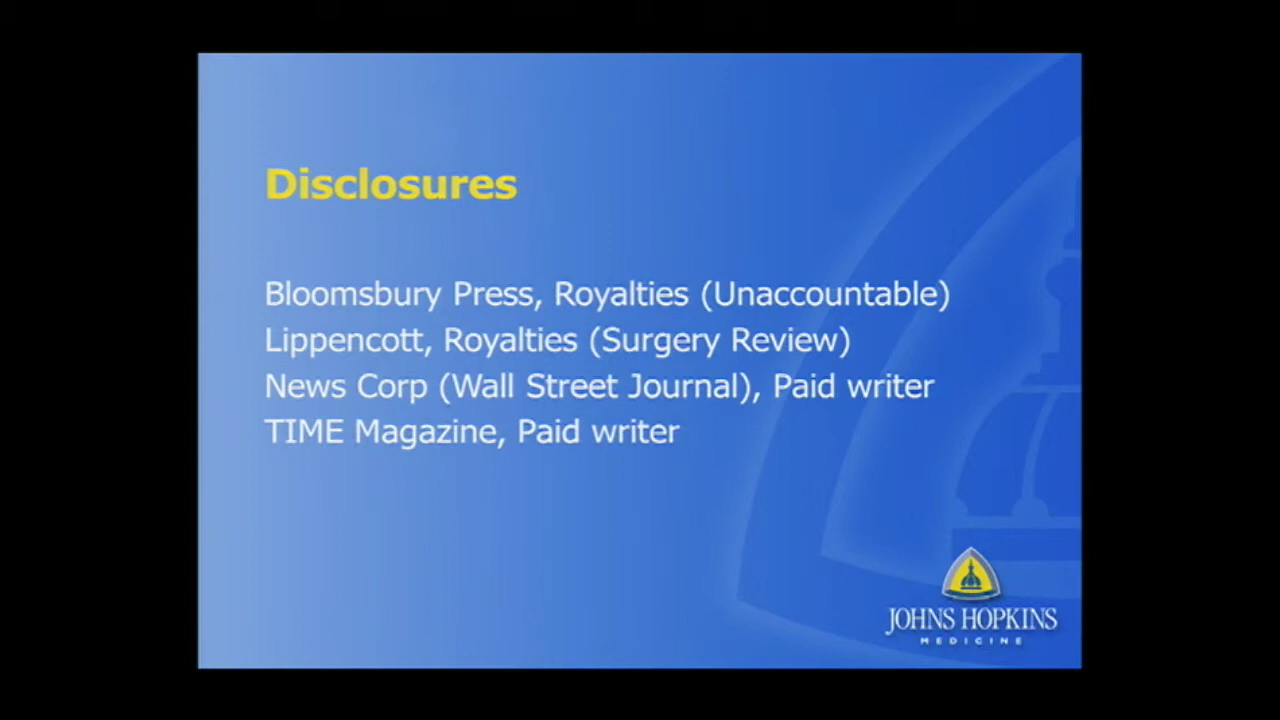 Disclosures
Bloomsbury Press, Royalties (Unaccountable)
Lippencott, Royalties (Surgery Review)
News Corp (Wall Street Journal), Paid writer
TIME Magazine, Paid writer
JOHNS HOPKINS
MEDICINE